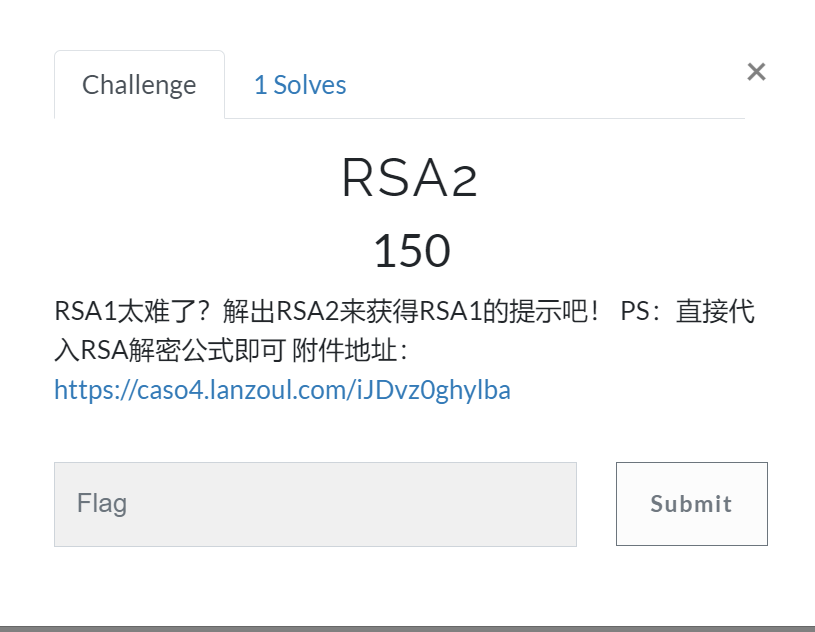 Challenge
1 Solves
×
RSA2
150
RSA1太难了？解出RSA2来获得RSA1的提示吧！ PS：直接代
入RSA解密公式即可 附件地址：
https://caso4.lanzoul.com/iJDvz0ghylba
Flag
Submit